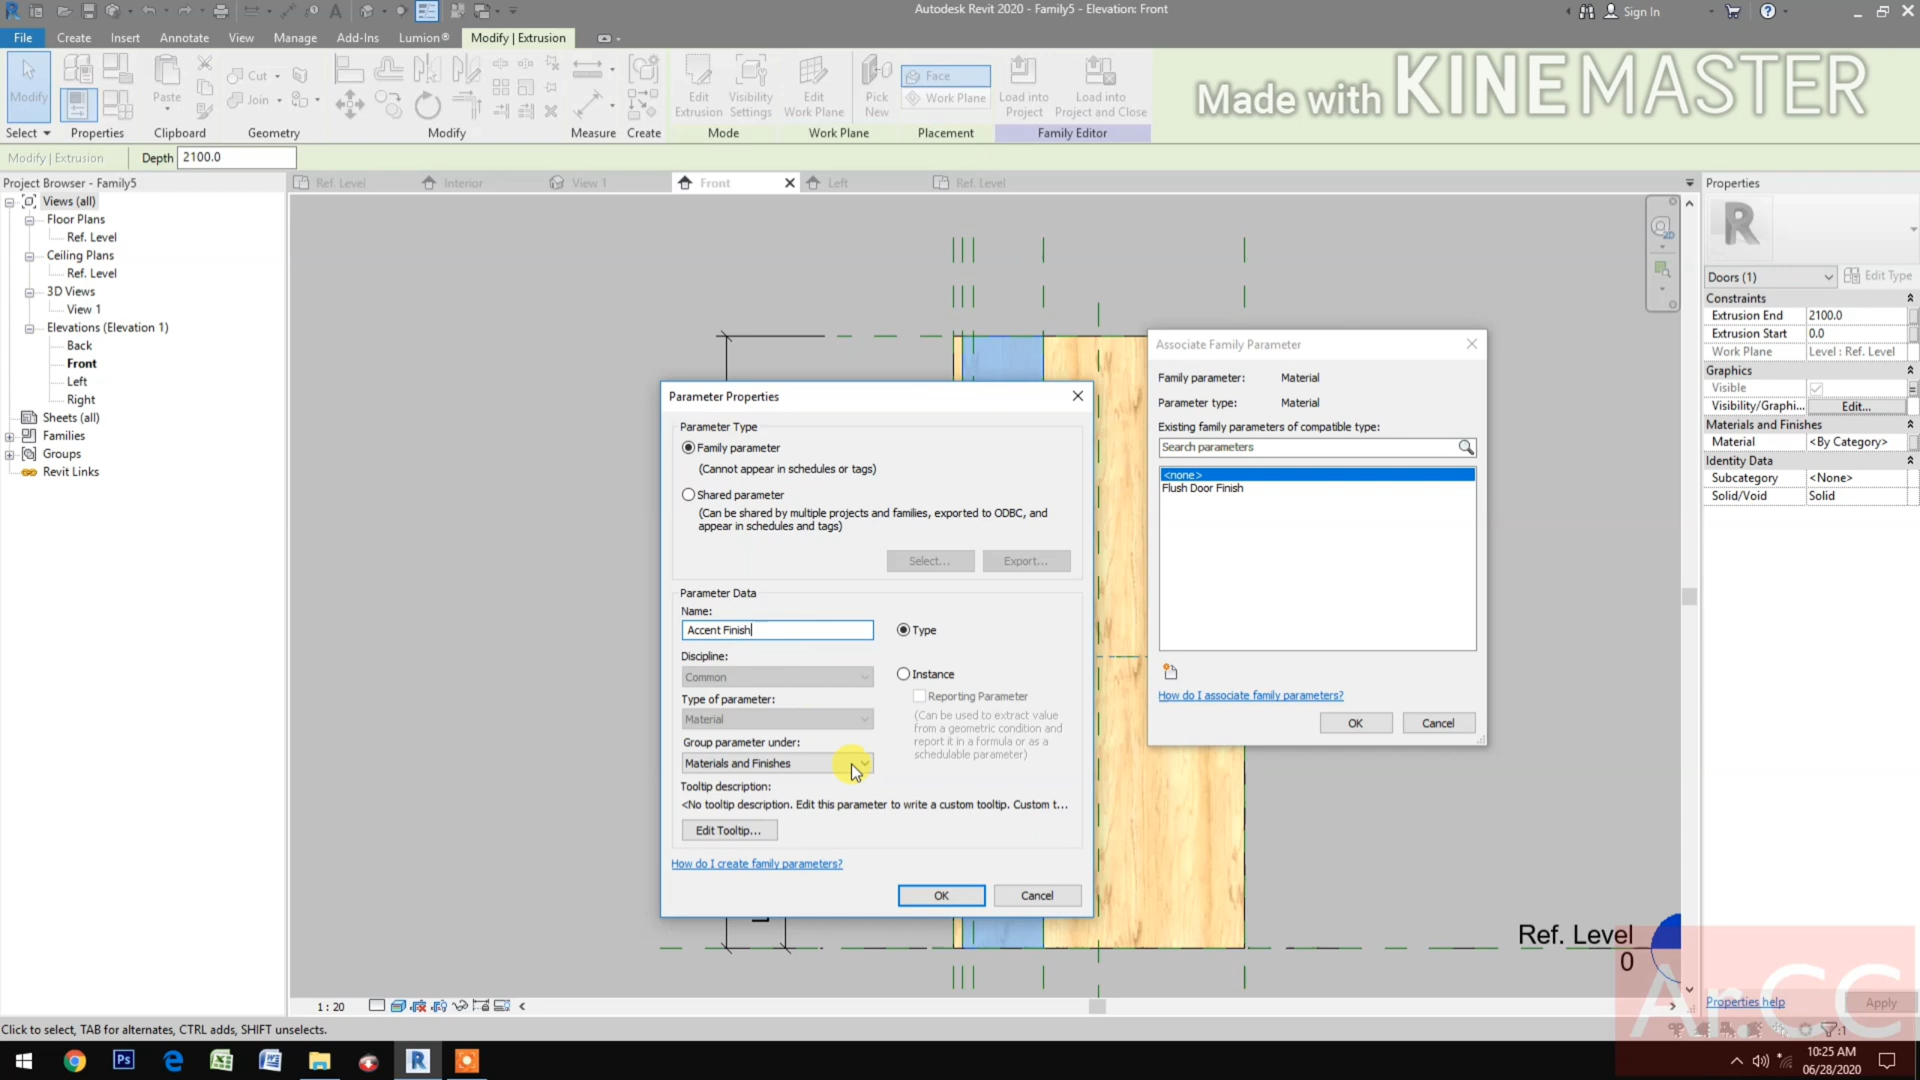 Autodesk Revit 2020 - Family5 - Elevation: Front
Sign In
File
Create
Insert
Annotate
View
Manage
Add-Ins
Lumion®
Modify | Extrusion
Modify
Paste
Cut
Join
Edit Extrusion
Visibility Settings
Edit Work Plane
Pick New
Face
Work Plane
Load into Project
Load into Project and Close
Made with KINEMASTER
Select
Properties
Clipboard
Geometry
Modify
Measure
Create
Mode
Work Plane
Placement
Family Editor
Modify | Extrusion
Depth 2100.0
Project Browser - Family5
Views (all)
Floor Plans
Ref. Level
Ceiling Plans
Ref. Level
3D Views
View 1
Elevations (Elevation 1)
Back
Front
Left
Right
Sheets (all)
Families
Groups
Revit Links
Ref. Level
Interior
View 1
Front
Left
Ref. Level
Parameter Properties
Parameter Type
Family parameter
(Cannot appear in schedules or tags)
Shared parameter
(Can be shared by multiple projects and families, exported to ODBC, and
appear in schedules and tags)
Select...
Export...
Parameter Data
Name:
Accent Finish
Type
Discipline:
Common
Instance
Type of parameter:
Material
Reporting Parameter
(Can be used to extract value
from a geometric condition and
report it in a formula or as a
schedulable parameter)
Group parameter under:
Materials and Finishes
Tooltip description:
<No tooltip description. Edit this parameter to write a custom tooltip. Custom t...
Edit Tooltip...
How do I create family parameters?
OK
Cancel
Associate Family Parameter
Family parameter: Material
Parameter type: Material
Existing family parameters of compatible type:
Search parameters
<none>
Flush Door Finish
How do I associate family parameters?
OK
Cancel
Properties
R
Doors (1)
Edit Type
Constraints
Extrusion End 2100.0
Extrusion Start 0.0
Work Plane Level : Ref. Level
Graphics
Visible
Visibility/Graphi... Edit...
Materials and Finishes
Material <By Category>
Identity Data
Subcategory <None>
Solid/Void Solid
Ref. Level
0
Properties help
Apply
ArCC
1 : 20
Click to select, TAB for alternates, CTRL adds, SHIFT unselects.
:1
10:25 AM
06/28/2020